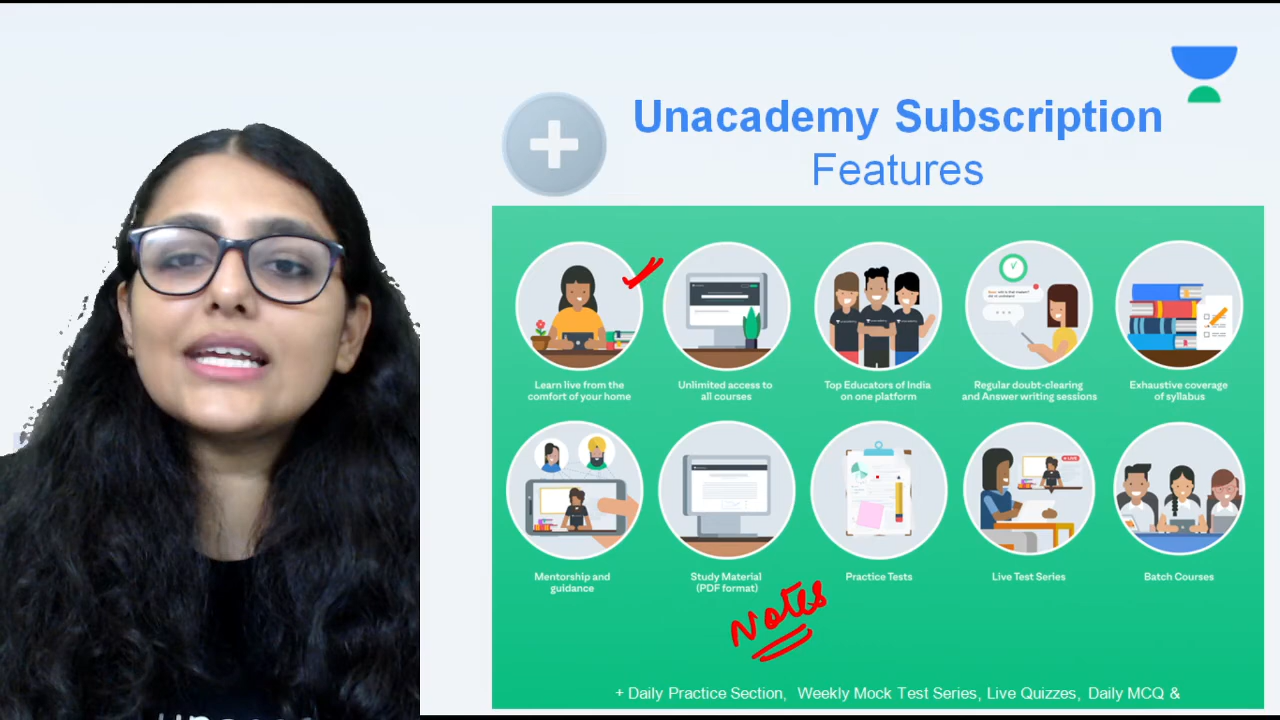 Unacademy Subscription
Features
Learn live from the
comfort of your home
Unlimited access to
all courses
Top Educators of India
on one platform
Regular doubt-clearing
and Answer writing sessions
Exhaustive coverage
of syllabus
Mentorship and
guidance
Study Material
(PDF format)
Practice Tests
Live Test Series
Batch Courses
Notes
+ Daily Practice Section, Weekly Mock Test Series, Live Quizzes, Daily MCQ &